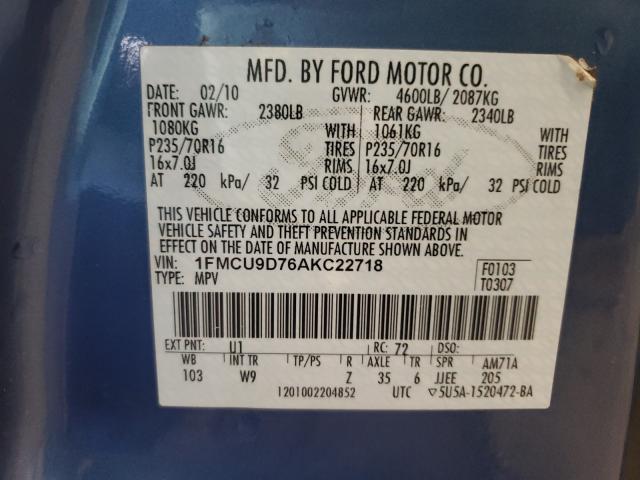 MFD. BY FORD MOTOR CO.
DATE: 02/10 GVWR: 4600LB/ 2087KG
FRONT GAWR: 2380LB REAR GAWR: 2340LB
1080KG WITH 1061KG WITH
P235/70R16 TIRES P235/70R16 TIRES
16x7.0J RIMS 16x7.0J RIMS
AT 220 kPa/ 32 PSI COLD AT 220 kPa/ 32 PSI COLD
THIS VEHICLE CONFORMS TO ALL APPLICABLE FEDERAL MOTOR
VEHICLE SAFETY AND THEFT PREVENTION STANDARDS IN
EFFECT ON THE DATE OF MANUFACTURE SHOWN ABOVE.
VIN: 1FMCU9D76AKC22718 F0103
TYPE: MPV T0307
EXT PNT: U1 RC: 72 DSO:
WB INT TR TP/PS R AXLE TR SPR AM71A
103 W9 Z 35 6 JJEE 205
1201002204852 UTC ▽5U5A-1520472-BA